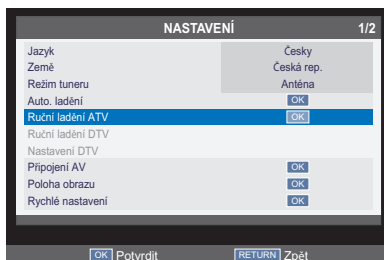 NASTAVENÍ 1/2
Jazyk Česky
Země Česká rep.
Režim tuneru Anténa
Auto. ladění OK
Ruční ladění ATV OK
Ruční ladění DTV
Nastavení DTV
Připojení AV OK
Poloha obrazu OK
Rychlé nastavení OK
OK Potvrdit RETURN Zpět